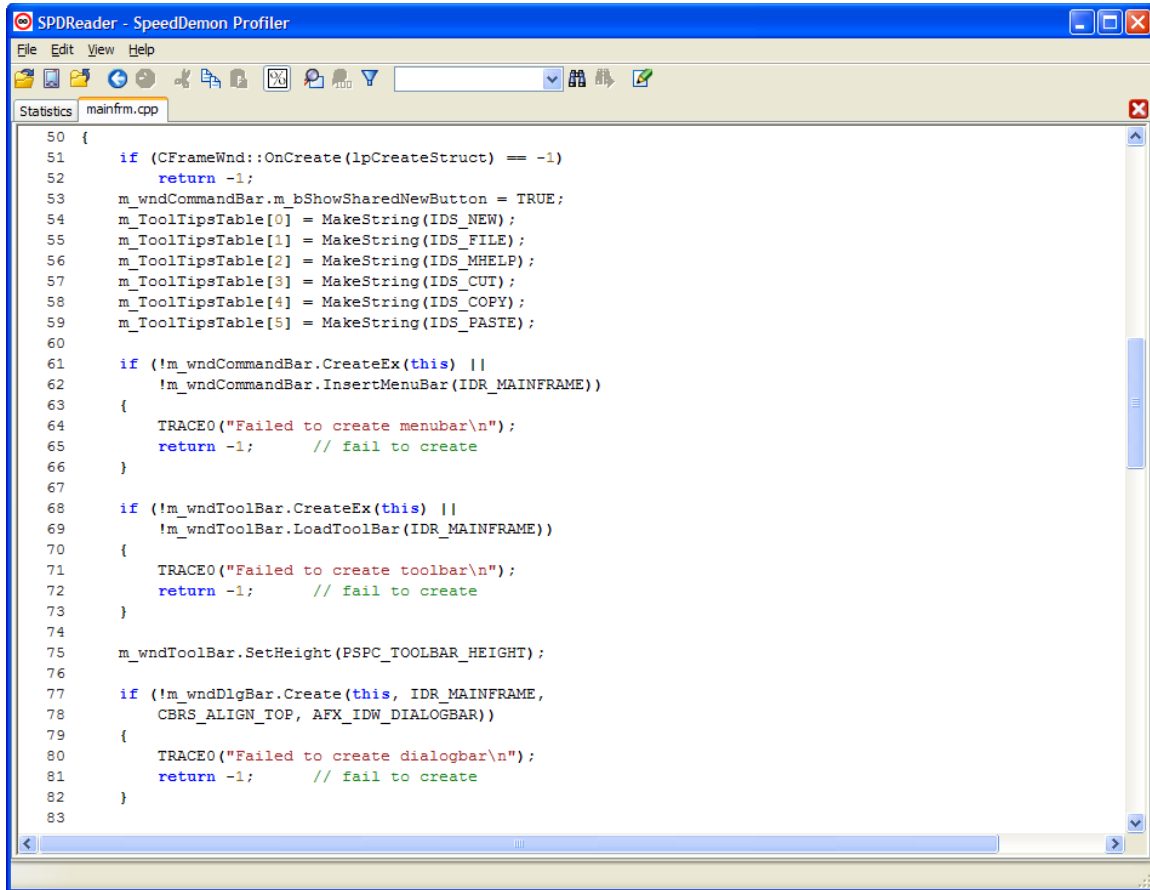 SPDReader - SpeedDemon Profiler
File Edit View Help
%
Statistics mainfrm.cpp
50 {
51     if (CFrameWnd::OnCreate(lpCreateStruct) == -1)
52         return -1;
53     m_wndCommandBar.m_bShowSharedNewButton = TRUE;
54     m_ToolTipsTable[0] = MakeString(IDS_NEW);
55     m_ToolTipsTable[1] = MakeString(IDS_FILE);
56     m_ToolTipsTable[2] = MakeString(IDS_MHELP);
57     m_ToolTipsTable[3] = MakeString(IDS_CUT);
58     m_ToolTipsTable[4] = MakeString(IDS_COPY);
59     m_ToolTipsTable[5] = MakeString(IDS_PASTE);
60
61     if (!m_wndCommandBar.CreateEx(this) ||
62         !m_wndCommandBar.InsertMenuBar(IDR_MAINFRAME))
63     {
64         TRACE0("Failed to create menubar\n");
65         return -1;      // fail to create
66     }
67
68     if (!m_wndToolBar.CreateEx(this) ||
69         !m_wndToolBar.LoadToolBar(IDR_MAINFRAME))
70     {
71         TRACE0("Failed to create toolbar\n");
72         return -1;      // fail to create
73     }
74
75     m_wndToolBar.SetHeight(PSPC_TOOLBAR_HEIGHT);
76
77     if (!m_wndDlgBar.Create(this, IDR_MAINFRAME,
78         CBRS_ALIGN_TOP, AFX_IDW_DIALOGBAR))
79     {
80         TRACE0("Failed to create dialogbar\n");
81         return -1;      // fail to create
82     }
83